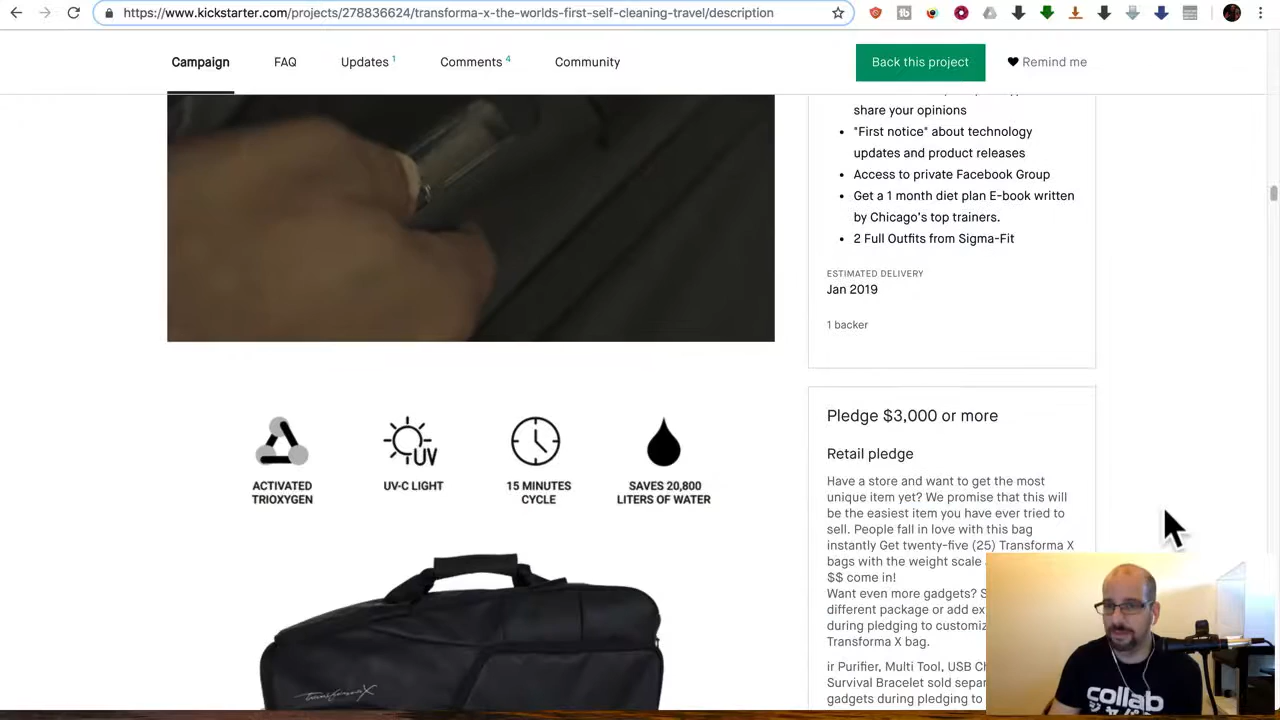 https://www.kickstarter.com/projects/278836624/transforma-x-the-worlds-first-self-cleaning-travel/description
Campaign
FAQ
Updates 1
Comments 4
Community
Back this project
Remind me
share your opinions
"First notice" about technology
updates and product releases
Access to private Facebook Group
Get a 1 month diet plan E-book written
by Chicago's top trainers.
2 Full Outfits from Sigma-Fit
ESTIMATED DELIVERY
Jan 2019
1 backer
ACTIVATED
TRIOXYGEN
UV
UV-C LIGHT
15 MINUTES
CYCLE
SAVES 20,800
LITERS OF WATER
Transforma X
Pledge $3,000 or more
Retail pledge
Have a store and want to get the most
unique item yet? We promise that this will
be the easiest item you have ever tried to
sell. People fall in love with this bag
instantly Get twenty-five (25) Transforma X
bags with the weight scale
$$ come in!
Want even more gadgets? S
different package or add ex
during pledging to customiz
Transforma X bag.
ir Purifier, Multi Tool, USB Ch
Survival Bracelet sold separ
gadgets during pledging to
collab